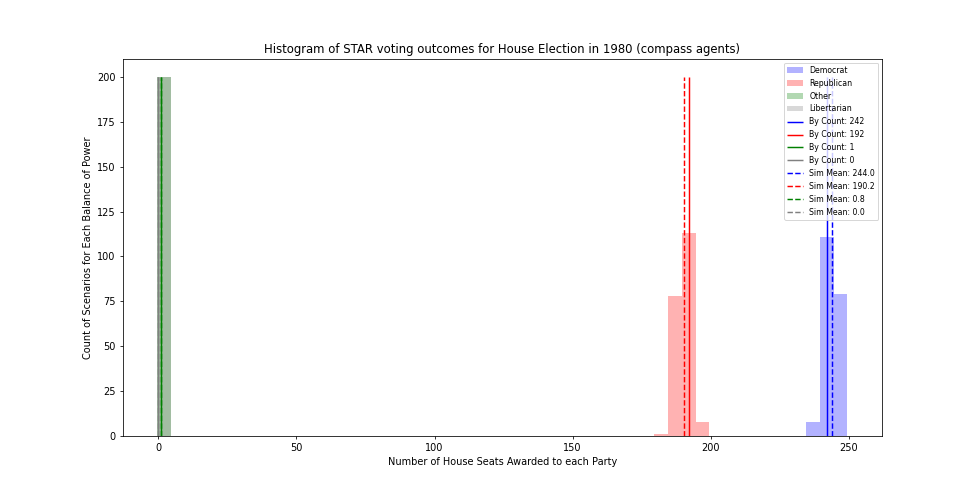 Histogram of STAR voting outcomes for House Election in 1980 (compass agents)
Count of Scenarios for Each Balance of Power
200
175
150
125
100
75
50
25
0
Democrat
Republican
Other
Libertarian
By Count: 242
By Count: 192
By Count: 1
By Count: 0
Sim Mean: 244.0
Sim Mean: 190.2
Sim Mean: 0.8
Sim Mean: 0.0
0 50 100 150 200 250
Number of House Seats Awarded to each Party